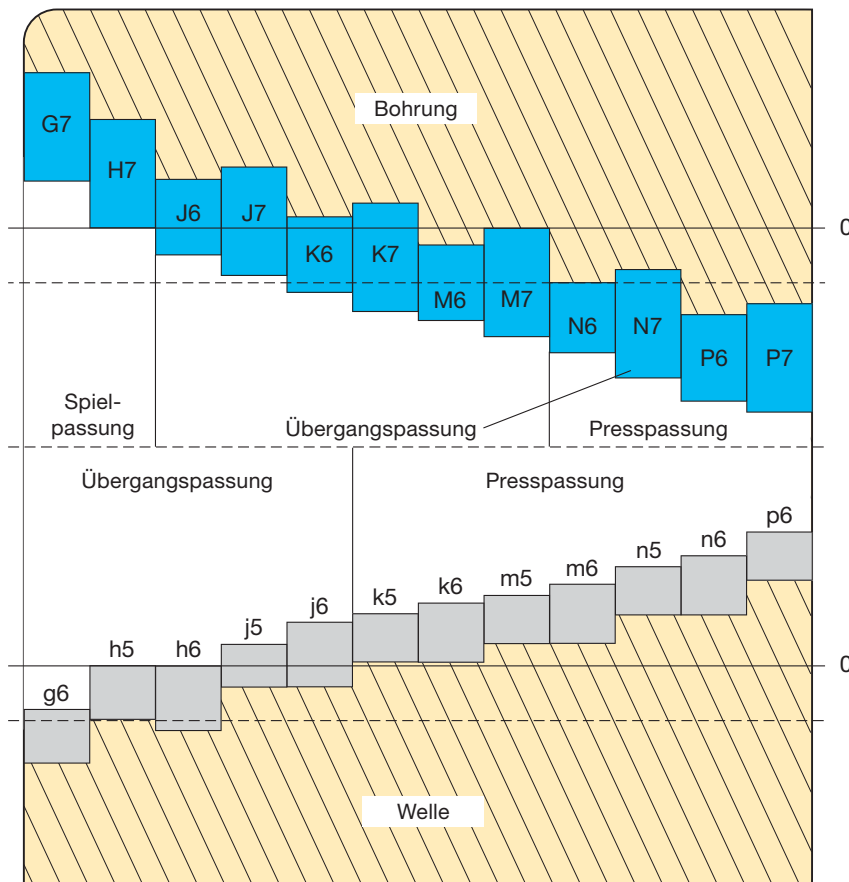 Bohrung
G7
H7
J6
J7
K6
K7
M6
M7
N6
N7
P6
P7
0
Spiel-
passung
Übergangspassung
Presspassung
Übergangspassung
Presspassung
g6
h5
h6
j5
j6
k5
k6
m5
m6
n5
n6
p6
0
Welle